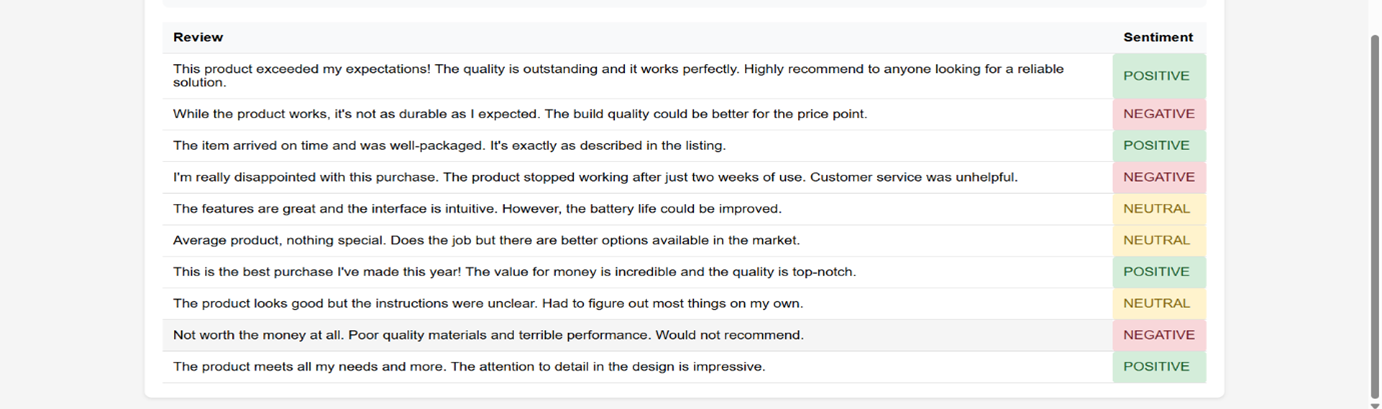 Review Sentiment
This product exceeded my expectations! The quality is outstanding and it works perfectly. Highly recommend to anyone looking for a reliable
solution.
POSITIVE
While the product works, it's not as durable as I expected. The build quality could be better for the price point. NEGATIVE
The item arrived on time and was well-packaged. It's exactly as described in the listing. POSITIVE
I'm really disappointed with this purchase. The product stopped working after just two weeks of use. Customer service was unhelpful. NEGATIVE
The features are great and the interface is intuitive. However, the battery life could be improved. NEUTRAL
Average product, nothing special. Does the job but there are better options available in the market. NEUTRAL
This is the best purchase I've made this year! The value for money is incredible and the quality is top-notch. POSITIVE
The product looks good but the instructions were unclear. Had to figure out most things on my own. NEUTRAL
Not worth the money at all. Poor quality materials and terrible performance. Would not recommend. NEGATIVE
The product meets all my needs and more. The attention to detail in the design is impressive. POSITIVE